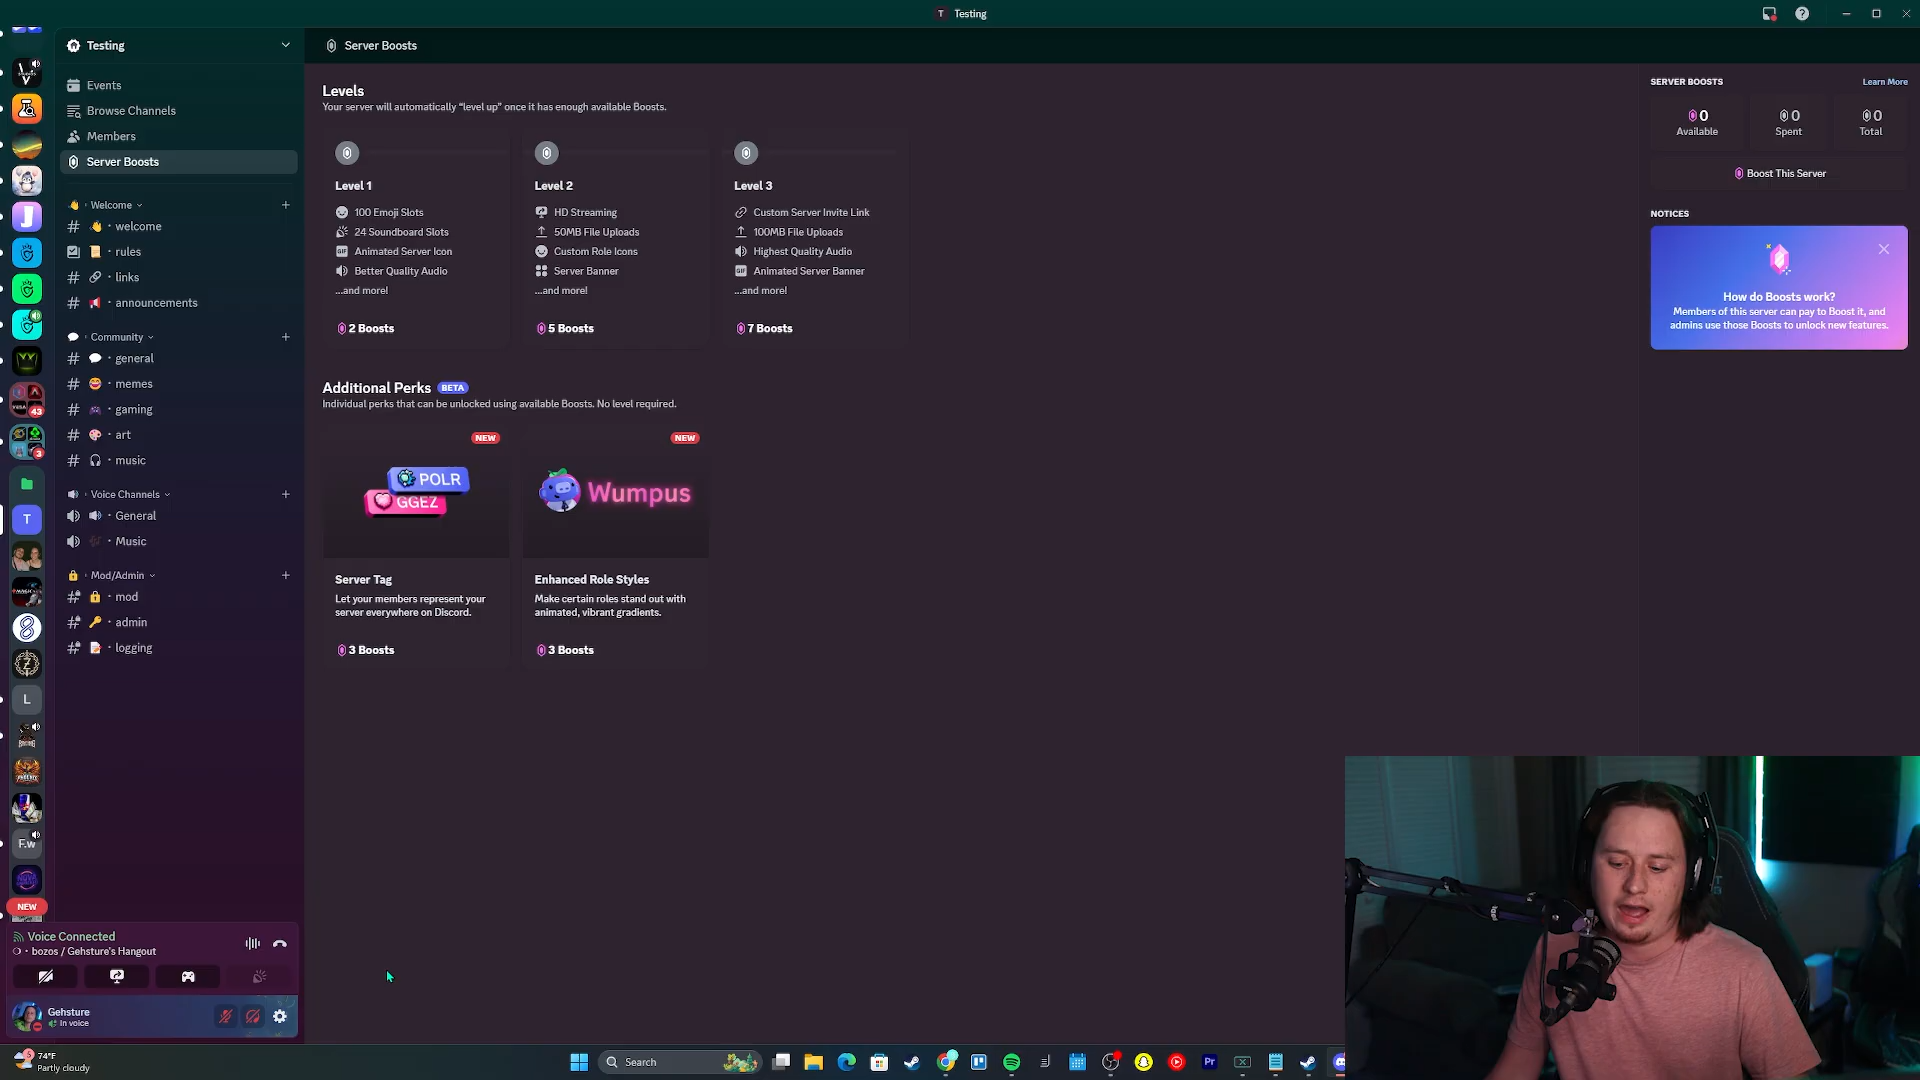 T Testing
Testing
Events
Browse Channels
Members
Server Boosts
Welcome
welcome
rules
links
announcements
Community
general
memes
gaming
art
music
Voice Channels
General
Music
Mod/Admin
mod
admin
logging
43
3
J
T
L
F.w
NEW
Voice Connected
bozos / Gehsture's Hangout
Gehsture
In voice
Server Boosts
Levels
Your server will automatically “level up” once it has enough available Boosts.
Level 1
100 Emoji Slots
24 Soundboard Slots
GIF Animated Server Icon
Better Quality Audio
...and more!
2 Boosts
Level 2
HD Streaming
50MB File Uploads
Custom Role Icons
Server Banner
...and more!
5 Boosts
Level 3
Custom Server Invite Link
100MB File Uploads
Highest Quality Audio
GIF Animated Server Banner
...and more!
7 Boosts
Additional Perks BETA
Individual perks that can be unlocked using available Boosts. No level required.
NEW
POLR
GGEZ
Server Tag
Let your members represent your
server everywhere on Discord.
3 Boosts
NEW
Wumpus
Enhanced Role Styles
Make certain roles stand out with
animated, vibrant gradients.
3 Boosts
SERVER BOOSTS Learn More
0 0 0
Available Spent Total
Boost This Server
NOTICES
How do Boosts work?
Members of this server can pay to Boost it, and
admins use those Boosts to unlock new features.
74°F
Partly cloudy
Search
Pr